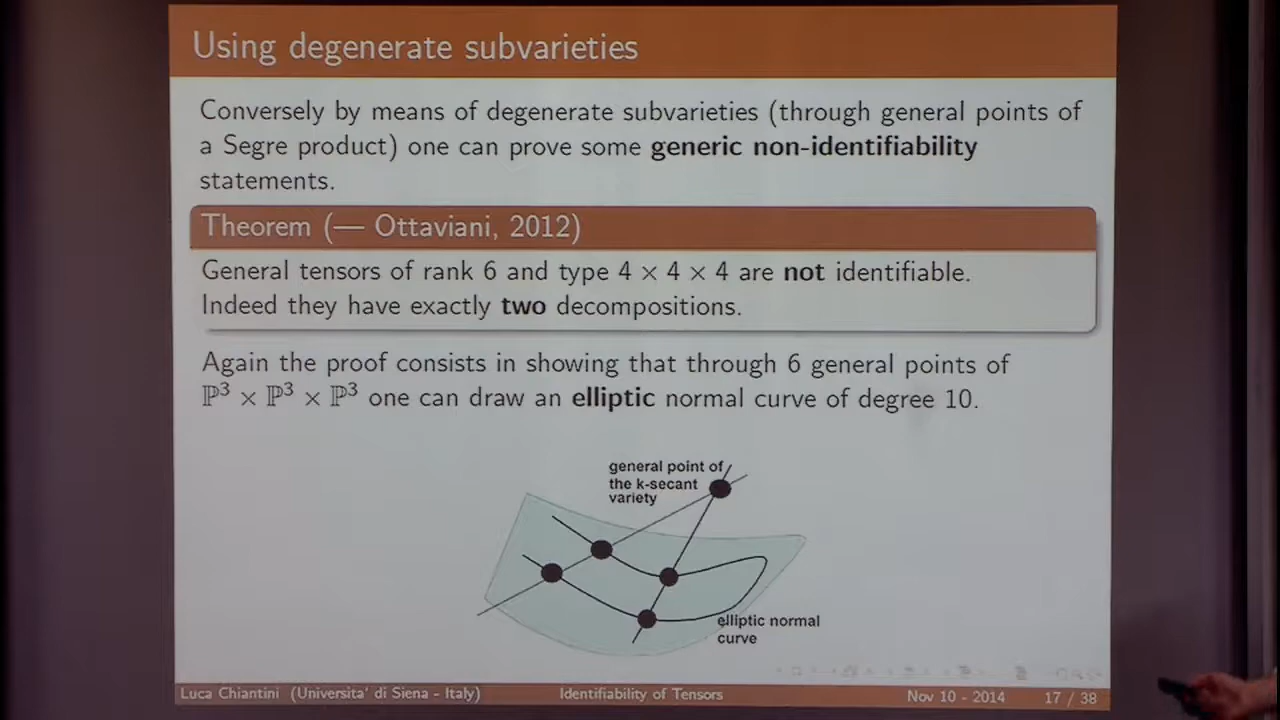 Using degenerate subvarieties
Conversely by means of degenerate subvarieties (through general points of
a Segre product) one can prove some generic non-identifiability
statements.
Theorem (— Ottaviani, 2012)
General tensors of rank 6 and type 4 × 4 × 4 are not identifiable.
Indeed they have exactly two decompositions.
Again the proof consists in showing that through 6 general points of
ℙ³ × ℙ³ × ℙ³ one can draw an elliptic normal curve of degree 10.
general point of
the k-secant
variety
elliptic normal
curve
Luca Chiantini (Universita' di Siena - Italy) Identifiability of Tensors Nov 10 - 2014 17 / 38